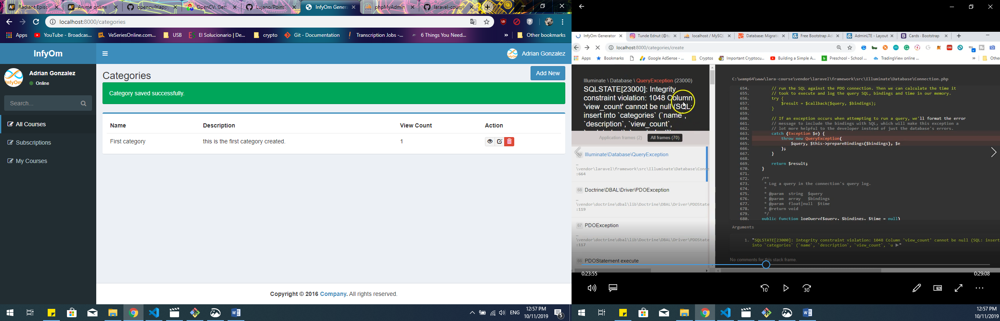 Radiant Epis
Anime online
opencv/Happy
OpenCV: Gett
Lujano/Point
InfyOm Genera
phpMyAdmin
laravel-course
localhost:8000/categories
Apps
YouTube - Broadcas...
VeSeriesOnline.com...
USB
El Solucionario | De...
crypto
Git - Documentation
Transcription Jobs -...
6 Things You Need...
»
Other bookmarks
InfyOm
Adrian Gonzalez
Adrian Gonzalez
Online
Search...
All Courses
Subscriptions
My Courses
Categories
Add New
Category saved successfully.
Name Description View Count Action
First category this is the first category created. 1
Copyright © 2016 Company. All rights reserved.
ENG
12:57 PM
10/11/2019
5
InfyOm Generator
Tunde Ednut (@tu
localhost / MySQL
Database: Migratic
Free Bootstrap Ad
AdminLTE - Layout
Cards · Bootstrap
localhost:8000/categories/create
Apps
Bookmarks
Google AdSense - ...
Cryptos
Important Cryptocu...
Building a Simple A...
Preschool - School ...
TradingView online ...
»
Other
Illuminate \ Database \ QueryException (23000)
SQLSTATE[23000]: Integrity
constraint violation: 1048 Column
'view_count' cannot be null (SQL:
insert into `categories` (`name`,
`description`, `view_count`,
Application frames (2)
All frames (70)
69 Illuminate\Database\QueryException
…
\vendor\laravel\framework\src\Illuminate\Database\Conne
:664
68 Doctrine\DBAL\Driver\PDOException
…
\vendor\doctrine\dbal\lib\Doctrine\DBAL\Driver\PDOState
:119
67 PDOException
…
\vendor\doctrine\dbal\lib\Doctrine\DBAL\Driver\PDOState
:117
66 PDOStatement execute
C:\wamp64\www\lara-course\vendor\laravel\framework\src\Illuminate\Database\Connection.php
654. // run the SQL against the PDO connection. Then we can calculate the time it
655. // took to execute and log the query SQL, bindings and time in our memory.
656. try {
657. $result = $callback($query, $bindings);
658. }
659.
660. // If an exception occurs when attempting to run a query, we'll format the error
661. // message to include the bindings with SQL, which will make this exception a
662. // lot more helpful to the developer instead of just the database's errors.
663. catch (Exception $e) {
664. throw new QueryException(
665. $query, $this->prepareBindings($bindings), $e
666. );
667. }
668.
669. return $result;
670. }
671.
672. /**
673. * Log a query in the connection's query log.
674. *
675. * @param string $query
676. * @param array $bindings
677. * @param float|null $time
678. * @return void
679. */
680. public function logQuery($query, $bindings, $time = null)
Arguments
1. "SQLSTATE[23000]: Integrity constraint violation: 1048 Column 'view_count' cannot be null (SQL: insert
into `categories` (`name`, `description`, `view_count`, `u ▶"
No comments for this stack frame.
0:23:55
0:29:08
10
30
12:57 PM
10/11/2019